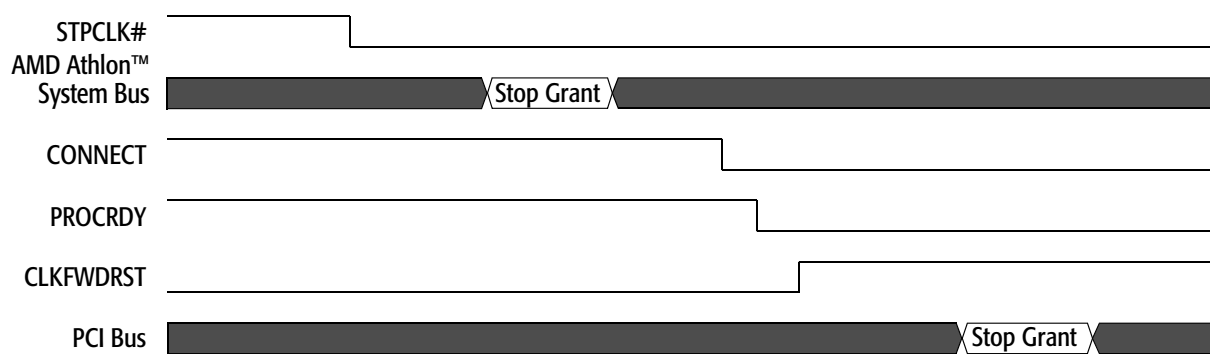 STPCLK#
AMD Athlon™
System Bus
Stop Grant
CONNECT
PROCRDY
CLKFWDRST
PCI Bus
Stop Grant